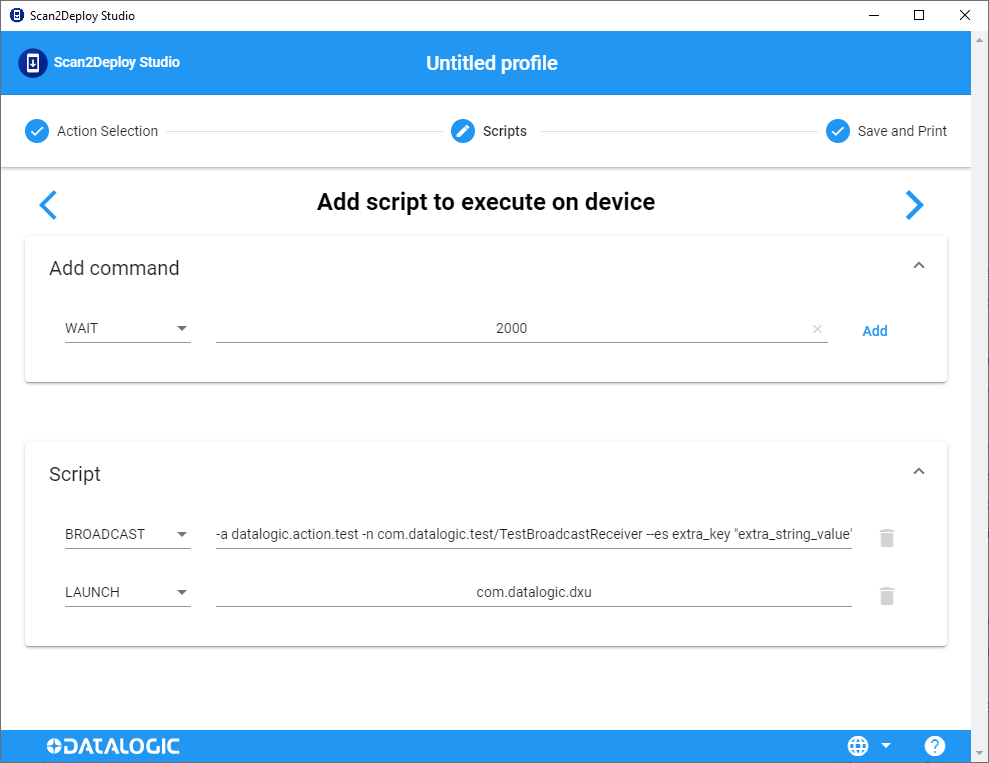 Scan2Deploy Studio
Scan2Deploy Studio
Untitled profile
Action Selection
Scripts
Save and Print
Add script to execute on device
Add command
WAIT
2000
Add
Script
BROADCAST
-a datalogic.action.test -n com.datalogic.test/TestBroadcastReceiver --es extra_key "extra_string_value"
LAUNCH
com.datalogic.dxu
DATALOGIC
?